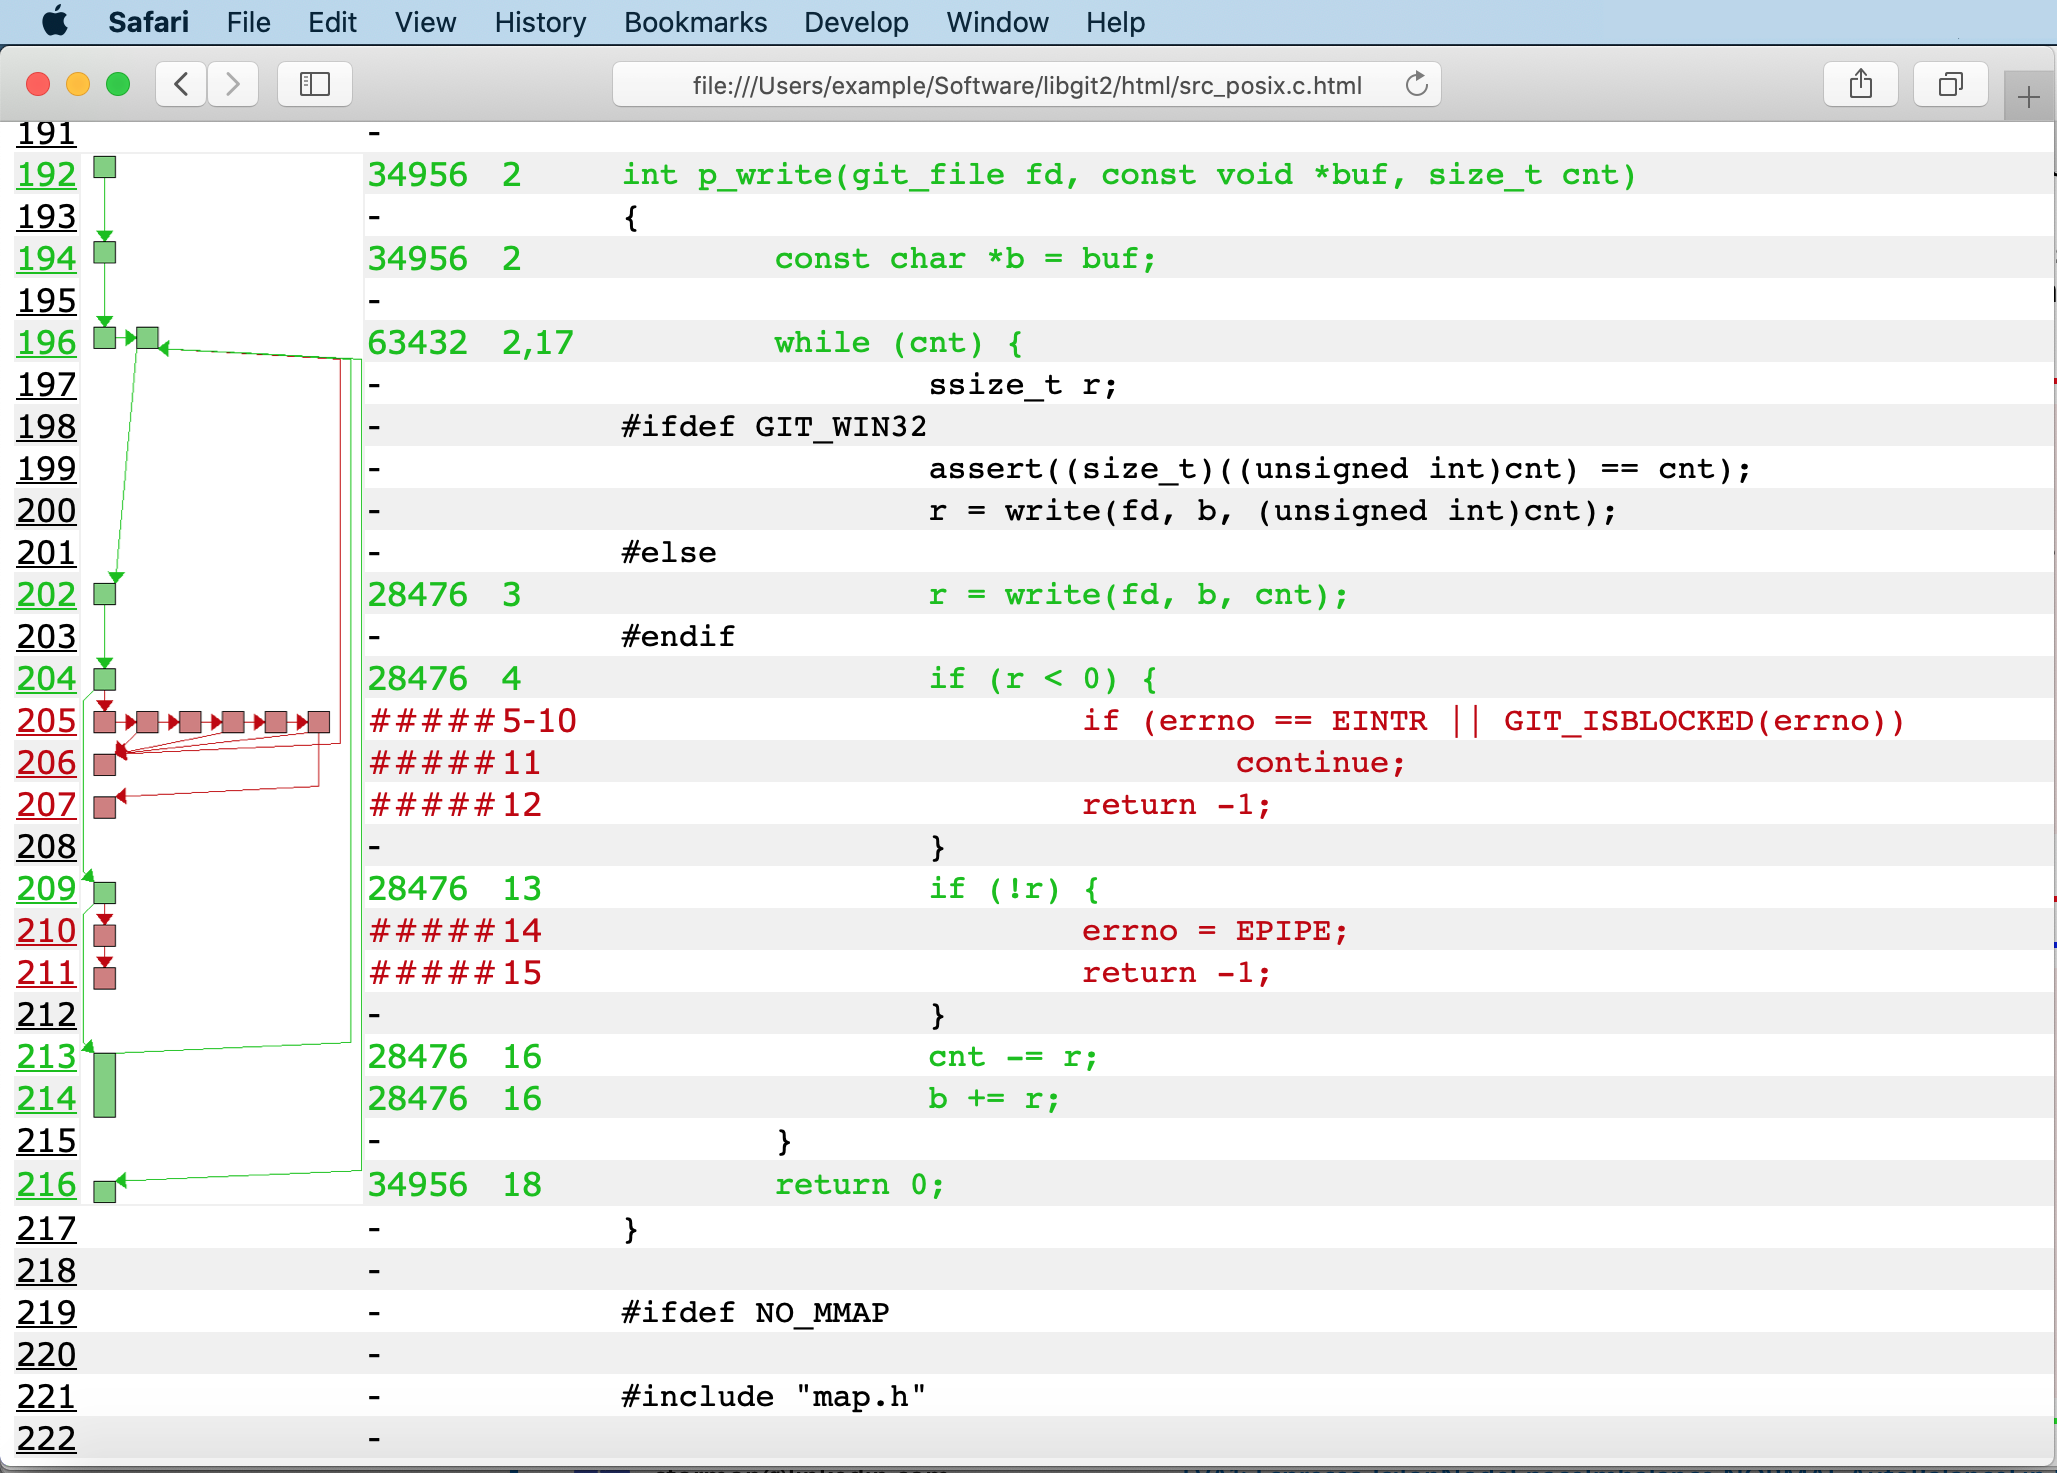 Safari File Edit View History Bookmarks Develop Window Help
file:///Users/example/Software/libgit2/html/src_posix.c.html
191 -
192 34956 2 int p_write(git_file fd, const void *buf, size_t cnt)
193 - {
194 34956 2 const char *b = buf;
195 -
196 63432 2,17 while (cnt) {
197 - ssize_t r;
198 - #ifdef GIT_WIN32
199 - assert((size_t)((unsigned int)cnt) == cnt);
200 - r = write(fd, b, (unsigned int)cnt);
201 - #else
202 28476 3 r = write(fd, b, cnt);
203 - #endif
204 28476 4 if (r < 0) {
205 ##### 5-10 if (errno == EINTR || GIT_ISBLOCKED(errno))
206 ##### 11 continue;
207 ##### 12 return -1;
208 - }
209 28476 13 if (!r) {
210 ##### 14 errno = EPIPE;
211 ##### 15 return -1;
212 - }
213 28476 16 cnt -= r;
214 28476 16 b += r;
215 - }
216 34956 18 return 0;
217 - }
218 -
219 - #ifdef NO_MMAP
220 -
221 - #include "map.h"
222 -